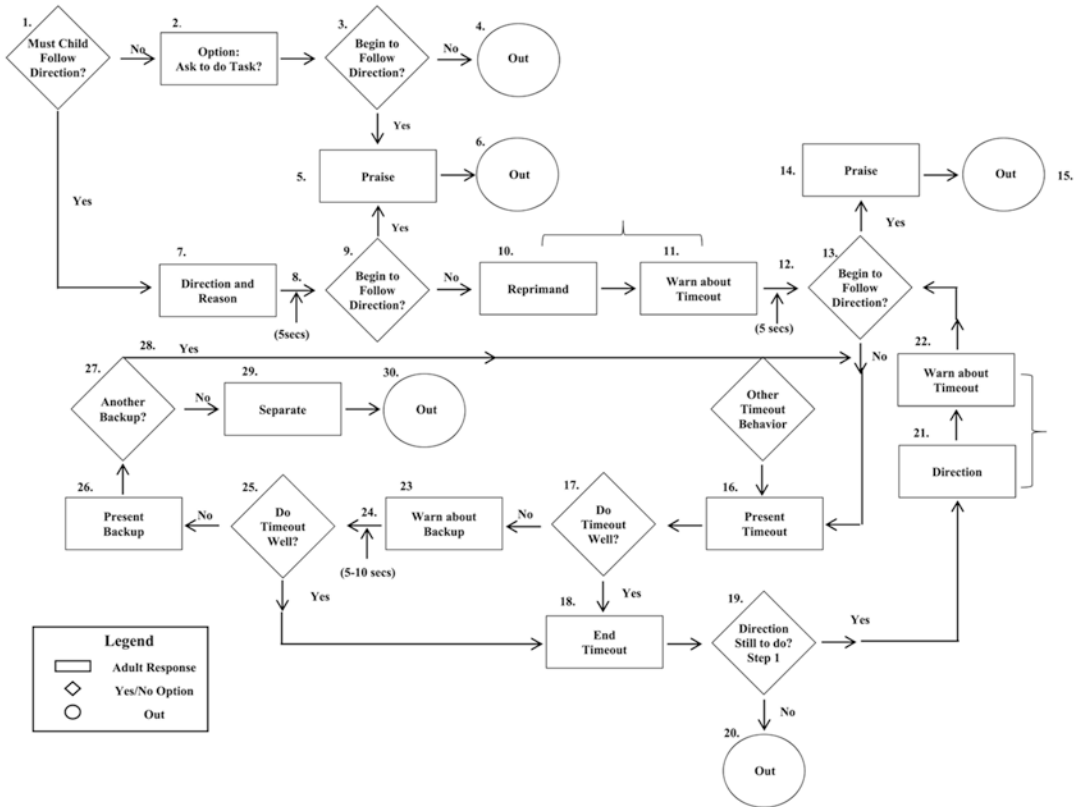 1.
Must Child
Follow
Direction?
No
2.
Option:
Ask to do Task?
3.
Begin to
Follow
Direction?
No
4.
Out
Yes
Yes
5.
Praise
6.
Out
14.
Praise
Out
15.
Yes
Yes
7.
Direction and
Reason
8.
(5secs)
9.
Begin to
Follow
Direction?
No
10.
Reprimand
11.
Warn about
Timeout
12.
(5 secs)
13.
Begin to
Follow
Direction?
No
28.
Yes
27.
Another
Backup?
No
29.
Separate
30.
Out
Other
Timeout
Behavior
22.
Warn about
Timeout
21.
Direction
26.
Present
Backup
No
25.
Do
Timeout
Well?
24.
(5-10 secs)
23
Warn about
Backup
No
17.
Do
Timeout
Well?
16.
Present
Timeout
Yes
Yes
18.
End
Timeout
19.
Direction
Still to do?
Step 1
Yes
No
20.
Out
Legend
Adult Response
Yes/No Option
Out